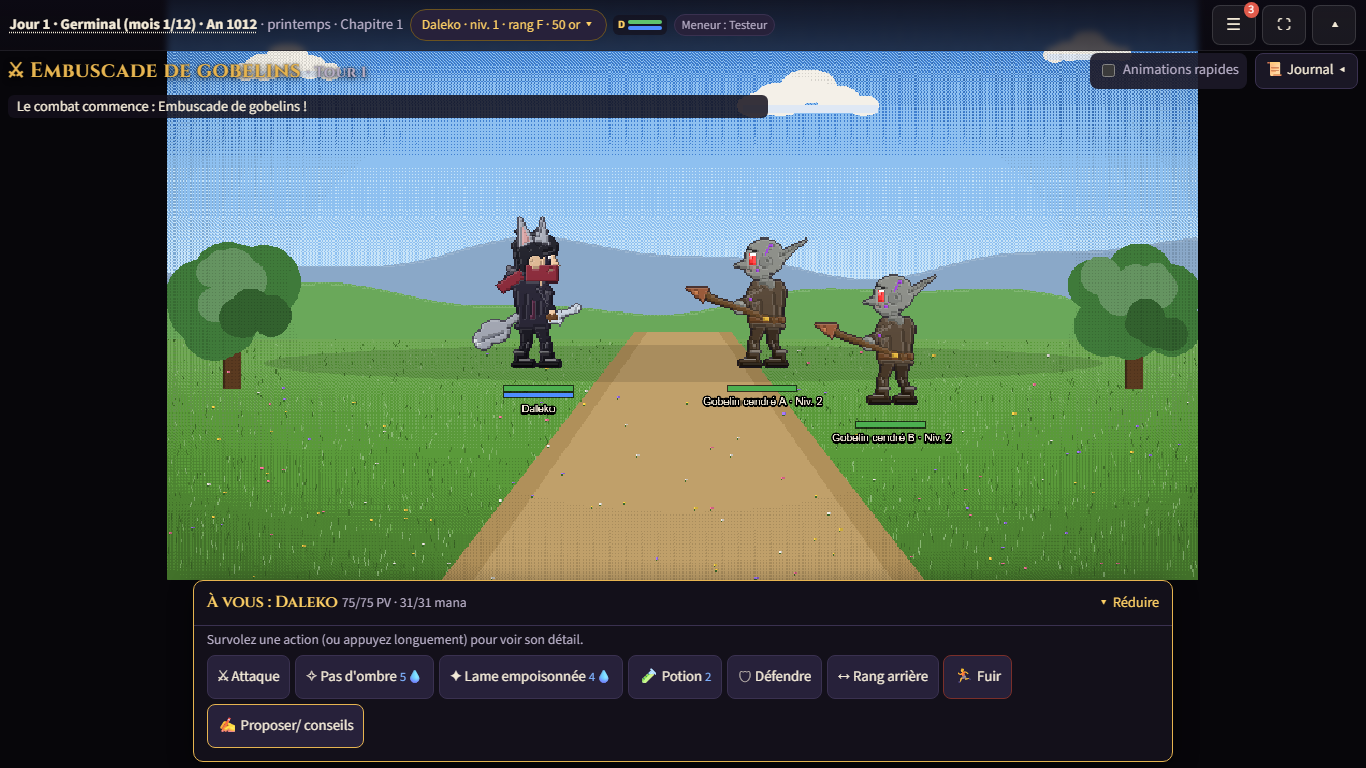 Jour 1 · Germinal (mois 1/12) · An 1012 · printemps · Chapitre 1
Daleko · niv. 1 · rang F · 50 or
D
Meneur : Testeur
3
Embuscade de gobelins · Tour 1
Animations rapides
Journal
Le combat commence : Embuscade de gobelins !
Daleko
Gobelin cendré A · Niv. 2
Gobelin cendré B · Niv. 2
À vous : Daleko 75/75 PV · 31/31 mana
Réduire
Survolez une action (ou appuyez longuement) pour voir son détail.
Attaque
Pas d'ombre 5
Lame empoisonnée 4
Potion 2
Défendre
Rang arrière
Fuir
Proposer/ conseils